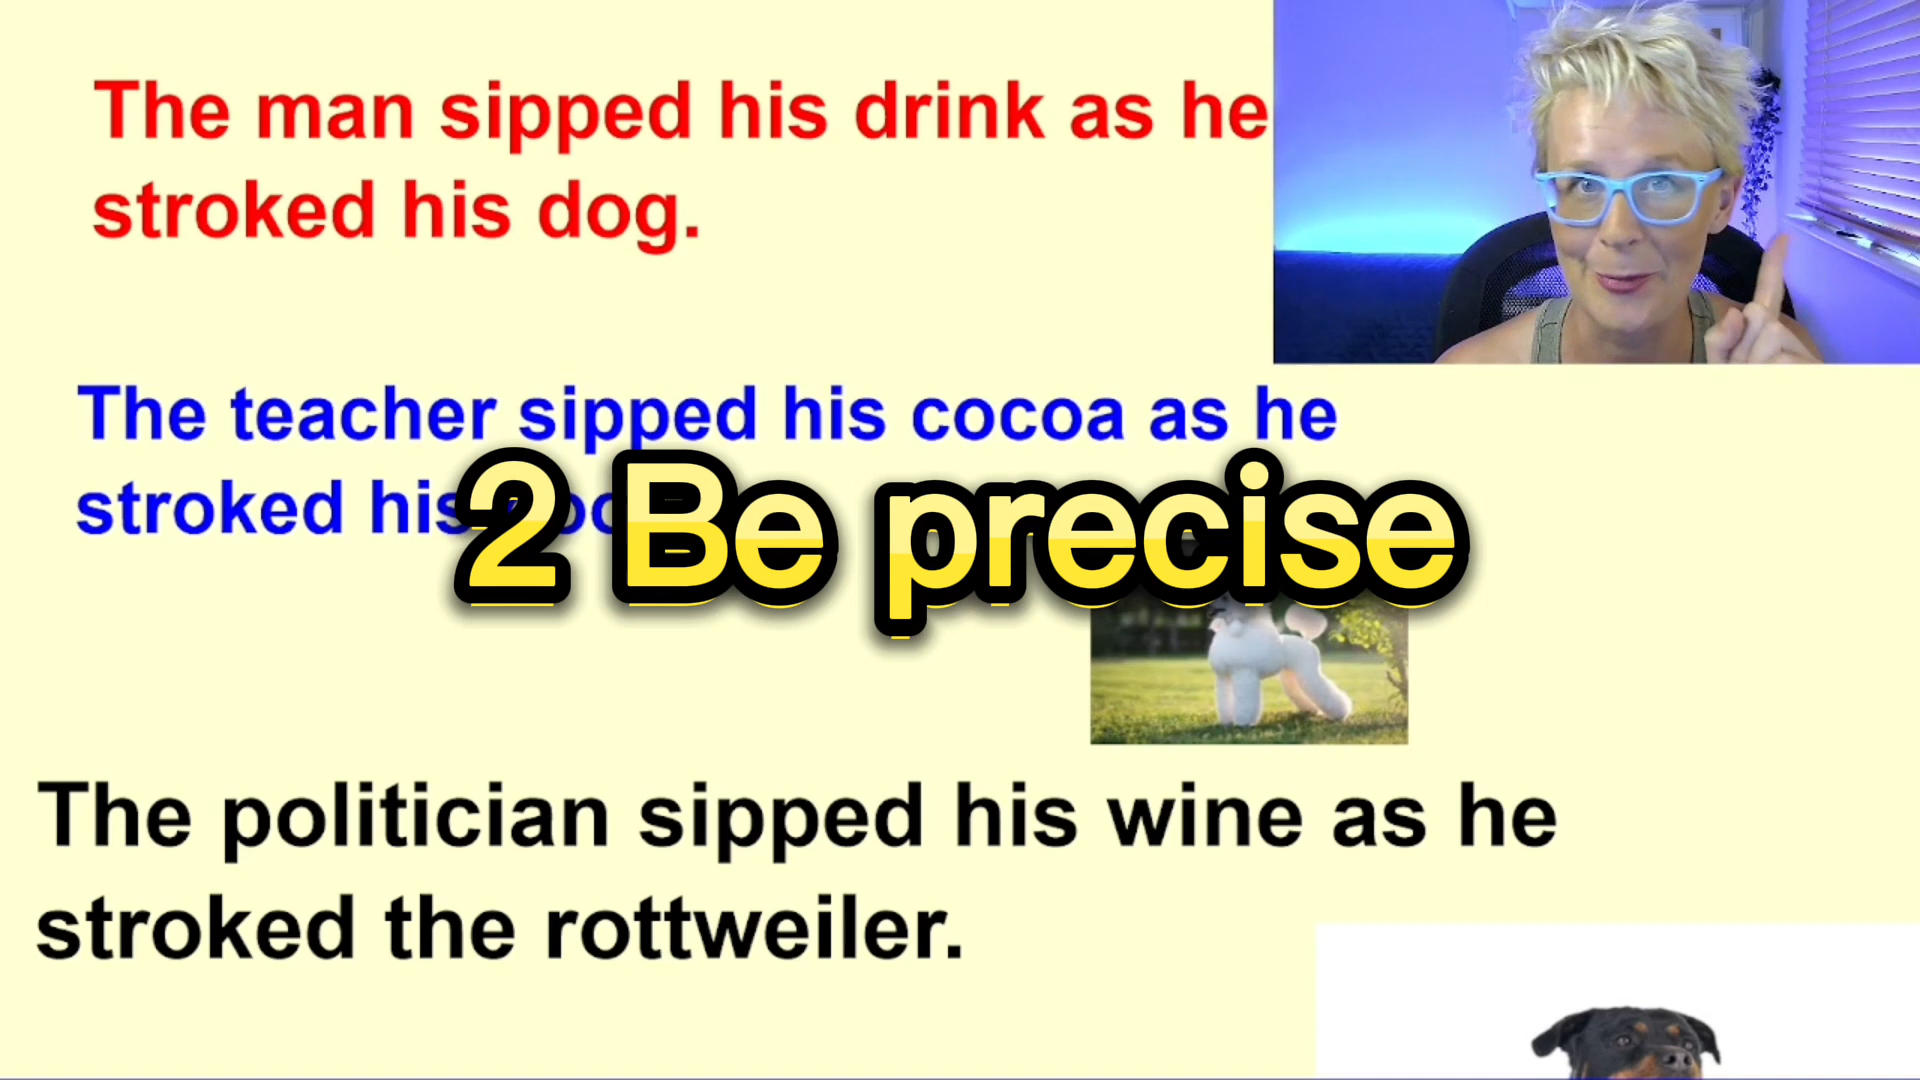 The man sipped his drink as he
stroked his dog.
The teacher sipped his cocoa as he
stroked his
2 Be precise
The politician sipped his wine as he
stroked the rottweiler.